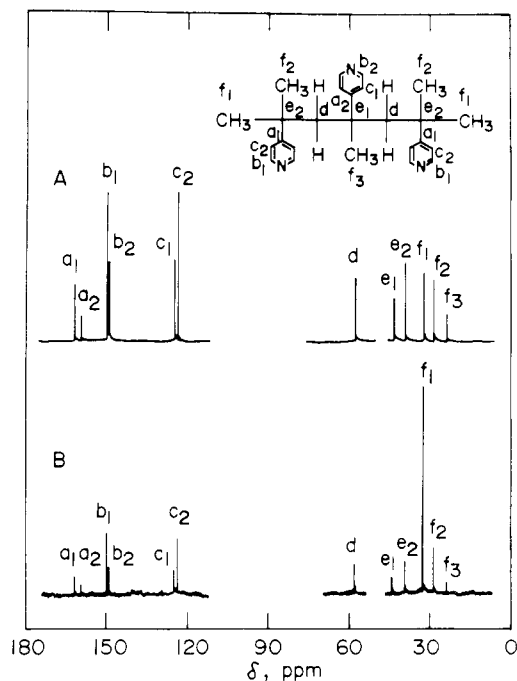 f₂ N b₂ f₂
CH₃ H H c₁ CH₃
f₁ a₂ f₁
e₂ d e₁ d e₂
CH₃ CH₃
a₁ a₁
c₂ H CH₃ H c₂
b₁ N f₃ N b₁
A
a₁ a₂ b₁ b₂ c₁ c₂
d e₁ e₂ f₁ f₂ f₃
B
a₁ a₂ b₁ b₂ c₁ c₂
d e₁ e₂ f₁ f₂ f₃
180 150 120 90 60 30 0
δ, ppm